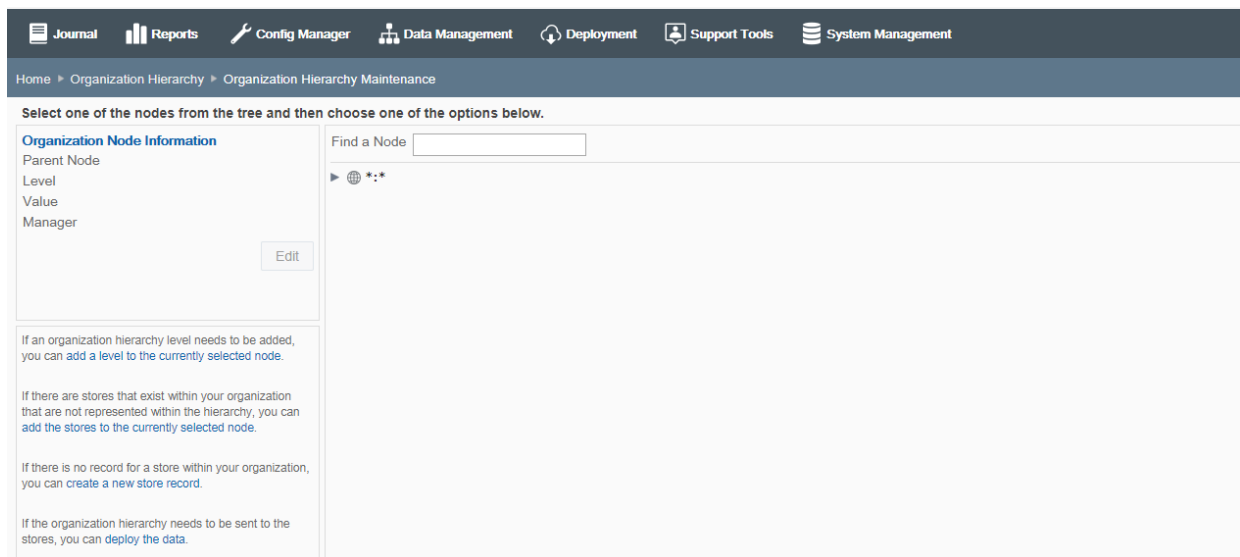 Journal Reports Config Manager Data Management Deployment Support Tools System Management
Home Organization Hierarchy Organization Hierarchy Maintenance
Select one of the nodes from the tree and then choose one of the options below.
Organization Node Information
Parent Node
Level
Value
Manager
Edit
Find a Node
*:*
If an organization hierarchy level needs to be added,
you can add a level to the currently selected node.
If there are stores that exist within your organization
that are not represented within the hierarchy, you can
add the stores to the currently selected node.
If there is no record for a store within your organization,
you can create a new store record.
If the organization hierarchy needs to be sent to the
stores, you can deploy the data.